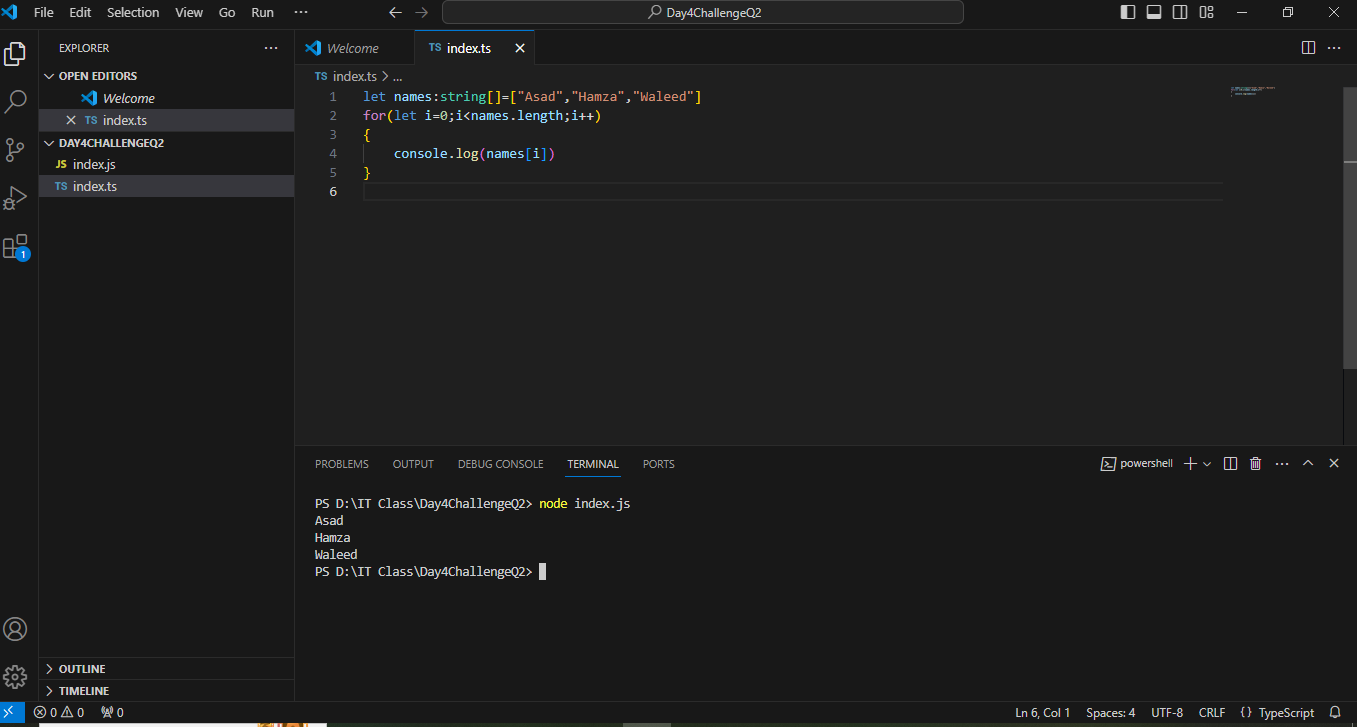 File Edit Selection View Go Run ··· Day4ChallengeQ2
EXPLORER ···
OPEN EDITORS
Welcome
TS index.ts
DAY4CHALLENGEQ2
JS index.js
TS index.ts
1
OUTLINE
TIMELINE
Welcome TS index.ts ···
TS index.ts > ...
1 let names:string[]=["Asad","Hamza","Waleed"]
2 for(let i=0;i<names.length;i++)
3 {
4 console.log(names[i])
5 }
6
PROBLEMS OUTPUT DEBUG CONSOLE TERMINAL PORTS powershell ···
PS D:\IT Class\Day4ChallengeQ2> node index.js
Asad
Hamza
Waleed
PS D:\IT Class\Day4ChallengeQ2>
0 0 0 Ln 6, Col 1 Spaces: 4 UTF-8 CRLF {} TypeScript